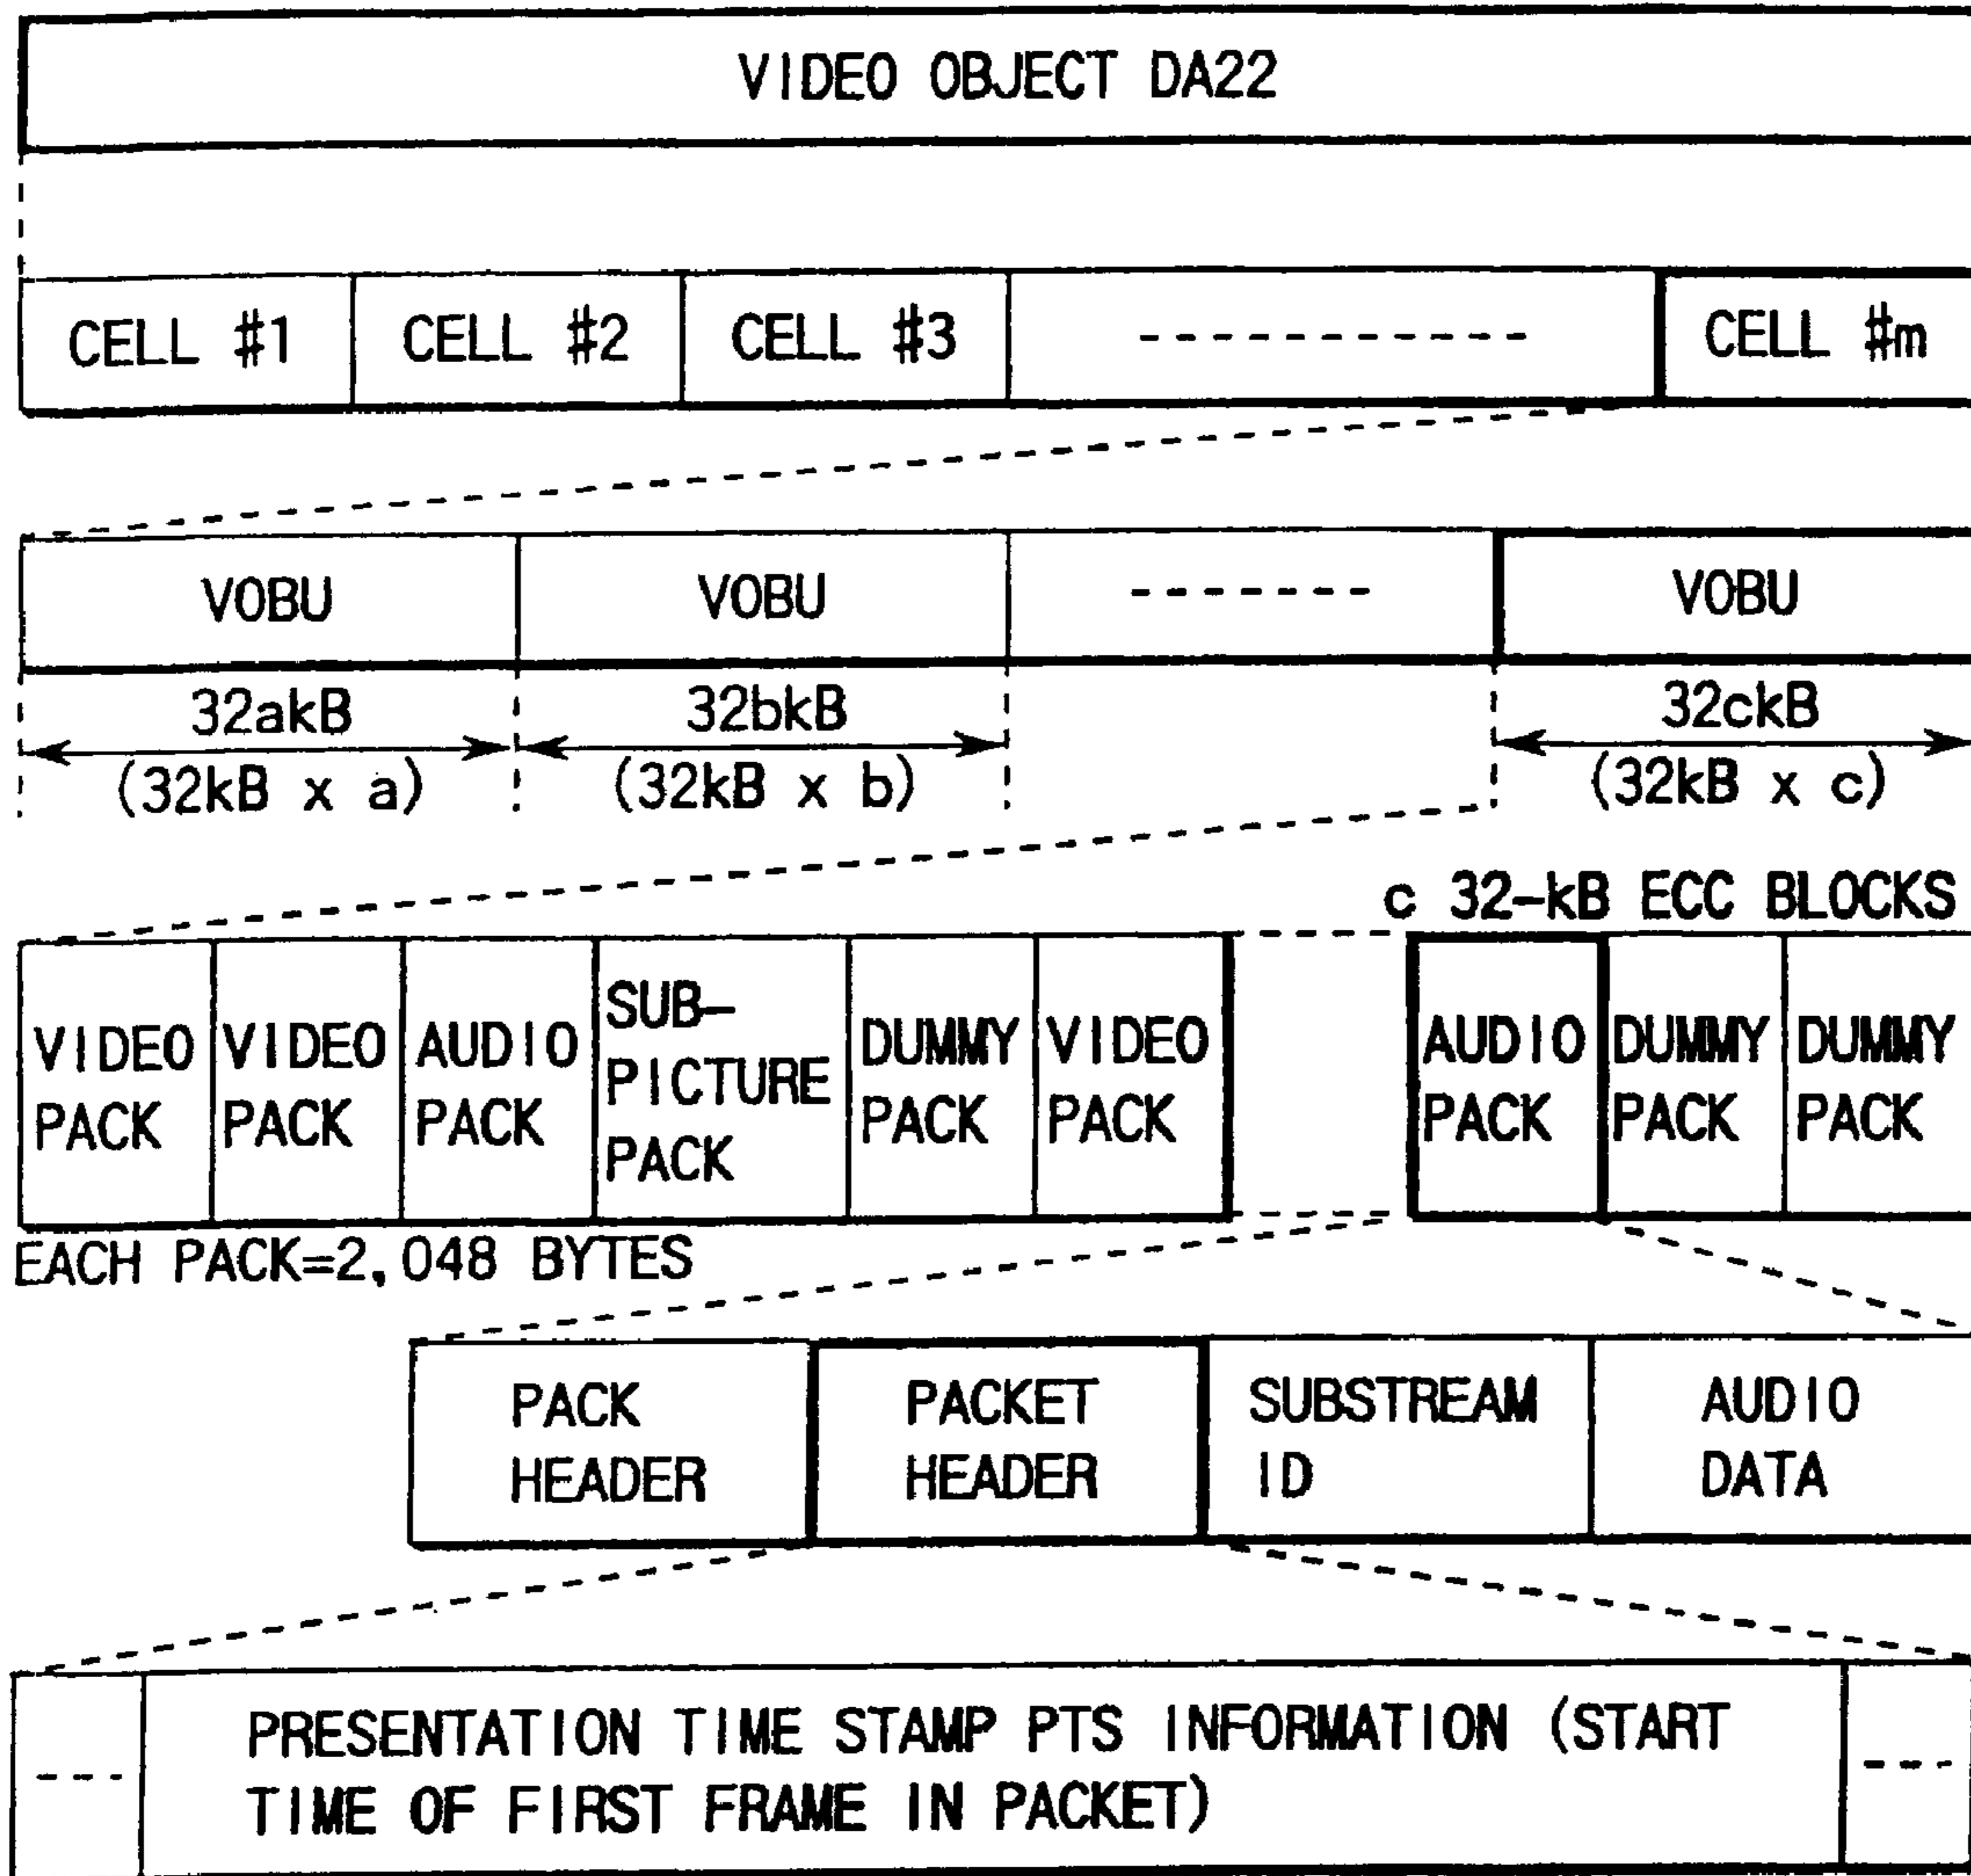 VIDEO OBJECT DA22
CELL #1 CELL #2 CELL #3 ----------- CELL #m
VOBU VOBU ------- VOBU
32akB 32bkB 32ckB
(32kB x a) (32kB x b) (32kB x c)
c 32-kB ECC BLOCKS
VIDEO PACK
VIDEO PACK
AUDIO PACK
SUB-
PICTURE
PACK
DUMMY PACK
VIDEO PACK
AUDIO PACK
DUMMY PACK
DUMMY PACK
EACH PACK=2,048 BYTES
PACK
HEADER
PACKET
HEADER
SUBSTREAM
ID
AUDIO
DATA
--- PRESENTATION TIME STAMP PTS INFORMATION (START ---
TIME OF FIRST FRAME IN PACKET)